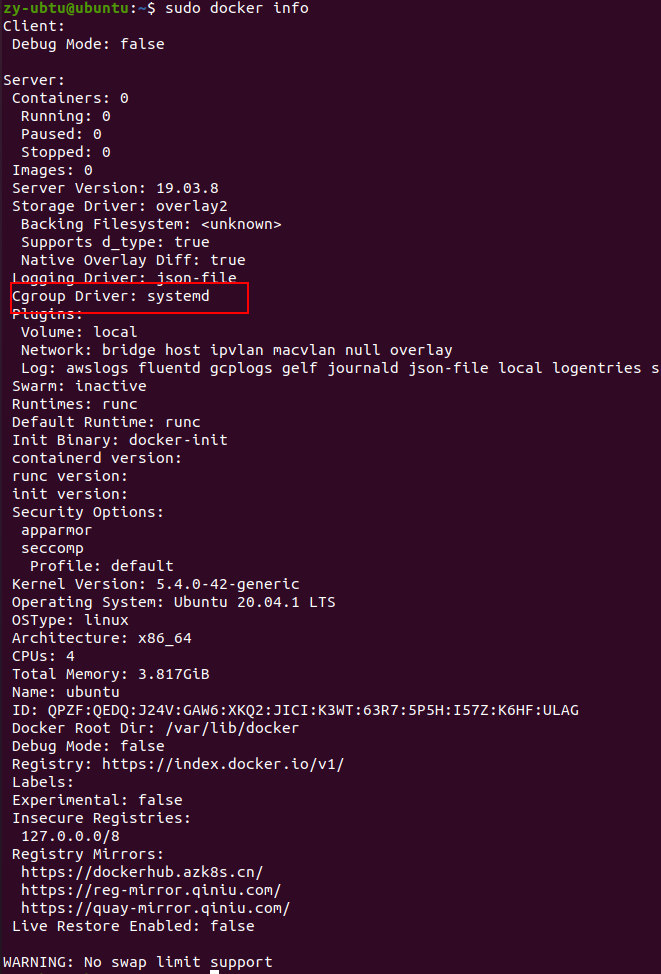 zy-ubtu@ubuntu:~$ sudo docker info
Client:
 Debug Mode: false

Server:
 Containers: 0
  Running: 0
  Paused: 0
  Stopped: 0
 Images: 0
 Server Version: 19.03.8
 Storage Driver: overlay2
  Backing Filesystem: <unknown>
  Supports d_type: true
  Native Overlay Diff: true
 Logging Driver: json-file
 Cgroup Driver: systemd
 Plugins:
  Volume: local
  Network: bridge host ipvlan macvlan null overlay
  Log: awslogs fluentd gcplogs gelf journald json-file local logentries s
 Swarm: inactive
 Runtimes: runc
 Default Runtime: runc
 Init Binary: docker-init
 containerd version:
 runc version:
 init version:
 Security Options:
  apparmor
  seccomp
   Profile: default
 Kernel Version: 5.4.0-42-generic
 Operating System: Ubuntu 20.04.1 LTS
 OSType: linux
 Architecture: x86_64
 CPUs: 4
 Total Memory: 3.817GiB
 Name: ubuntu
 ID: QPZF:QEDQ:J24V:GAW6:XKQ2:JICI:K3WT:63R7:5P5H:I57Z:K6HF:ULAG
 Docker Root Dir: /var/lib/docker
 Debug Mode: false
 Registry: https://index.docker.io/v1/
 Labels:
 Experimental: false
 Insecure Registries:
  127.0.0.0/8
 Registry Mirrors:
  https://dockerhub.azk8s.cn/
  https://reg-mirror.qiniu.com/
  https://quay-mirror.qiniu.com/
 Live Restore Enabled: false

WARNING: No swap limit support